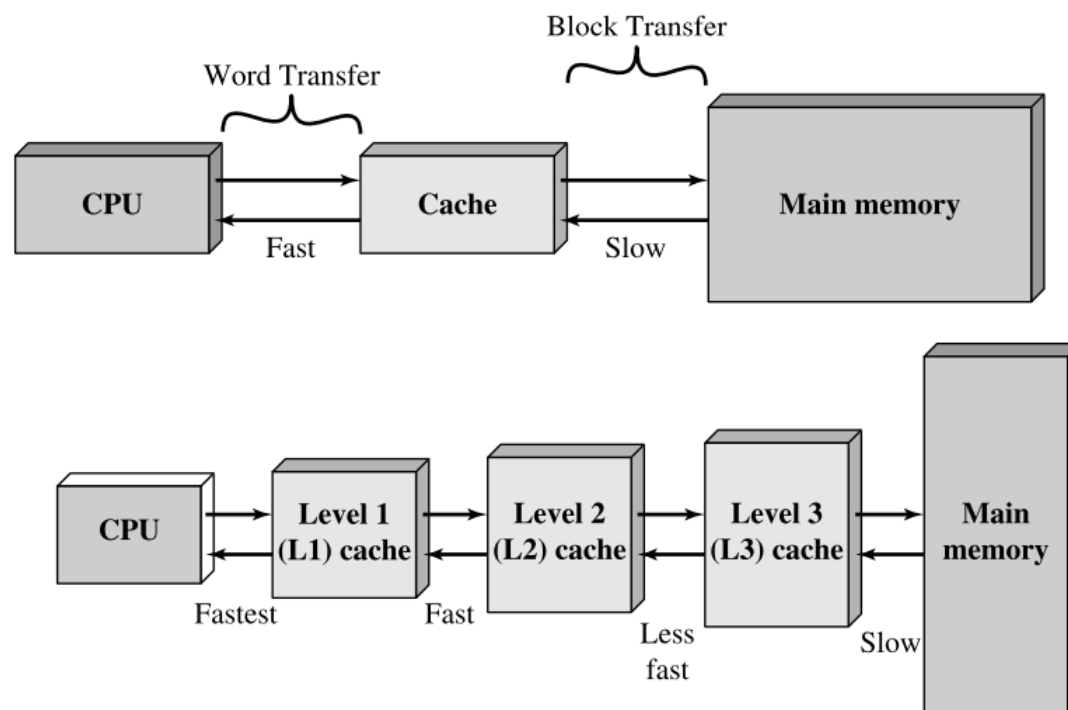 Block Transfer
Word Transfer
CPU
Cache
Main memory
Fast
Slow
CPU
Level 1
(L1) cache
Level 2
(L2) cache
Level 3
(L3) cache
Main
memory
Fastest
Fast
Less
fast
Slow